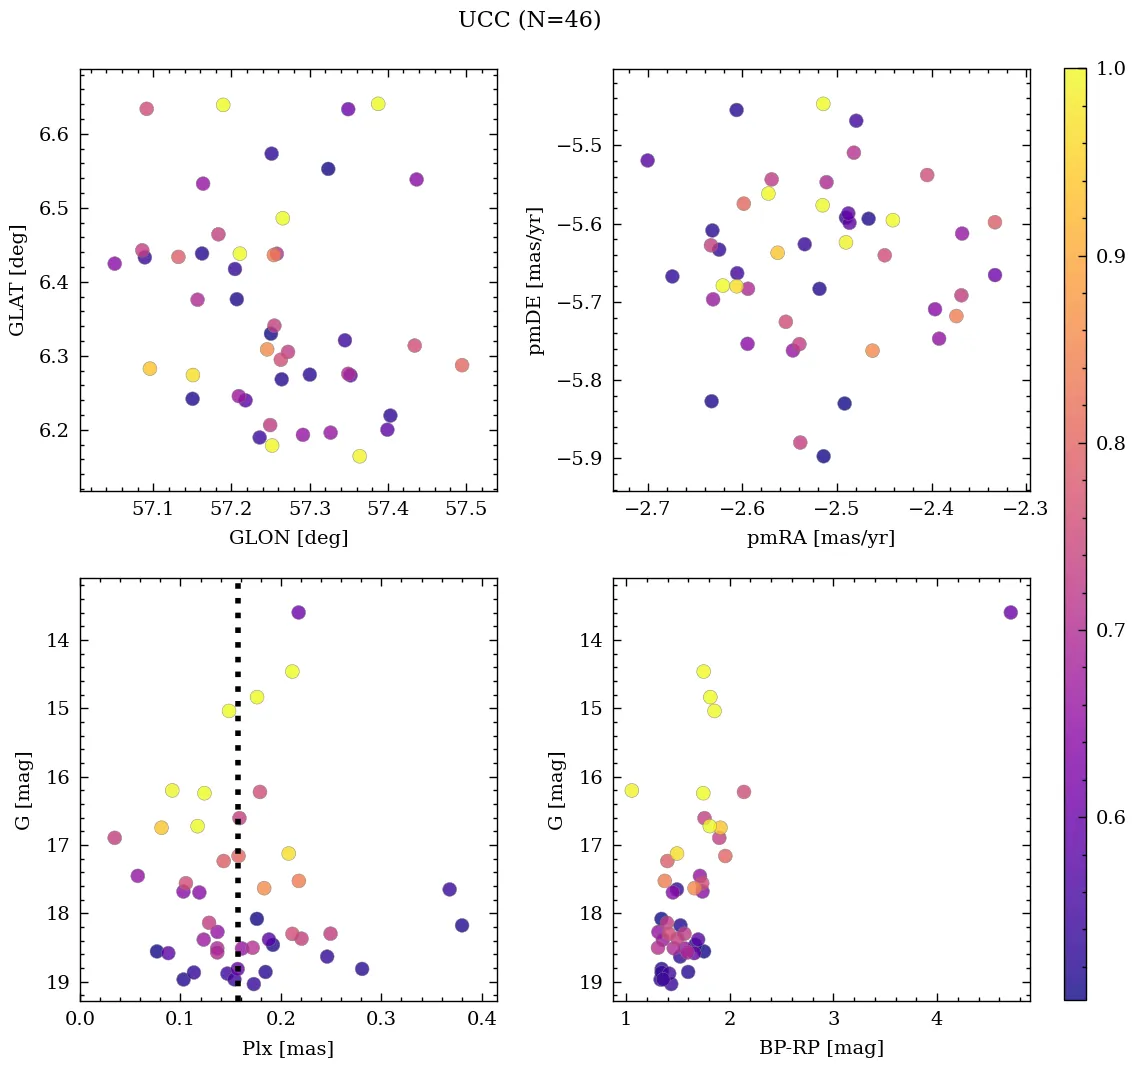 UCC (N=46)
6.6
6.5
6.4
6.3
6.2
GLAT [deg]
57.1 57.2 57.3 57.4 57.5
GLON [deg]
−5.5
−5.6
−5.7
−5.8
−5.9
pmDE [mas/yr]
−2.7 −2.6 −2.5 −2.4 −2.3
pmRA [mas/yr]
14
15
16
17
18
19
G [mag]
0.0 0.1 0.2 0.3 0.4
Plx [mas]
14
15
16
17
18
19
G [mag]
1 2 3 4
BP-RP [mag]
1.0
0.9
0.8
0.7
0.6